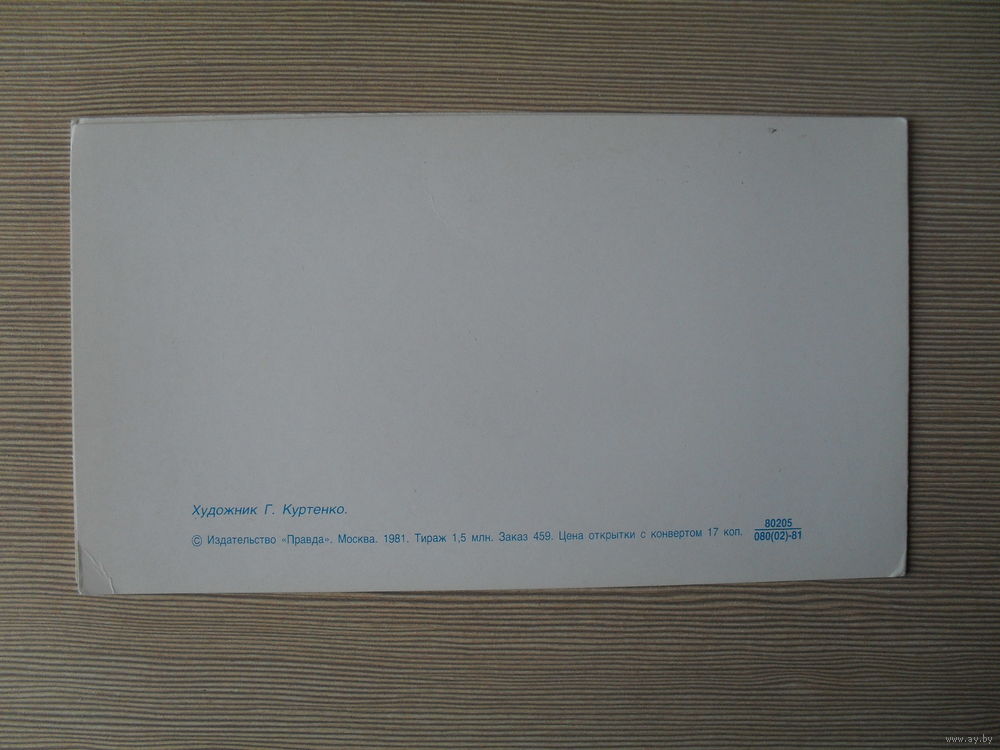 Художник Г. Куртенко.
© Издательство «Правда». Москва. 1981. Тираж 1,5 млн. Заказ 459. Цена открытки с конвертом 17 коп.
80205
080(02)-81
www.ay.by